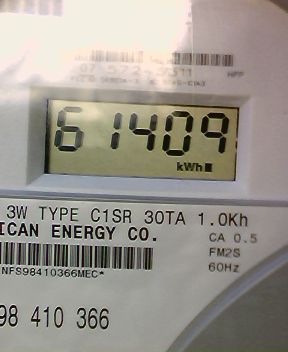 61409
kWh
3W TYPE C1SR 30TA 1.0Kh
ICAN ENERGY CO.
CA 0.5
FM2S
60Hz
NFS98410366MEC*
98 410 366